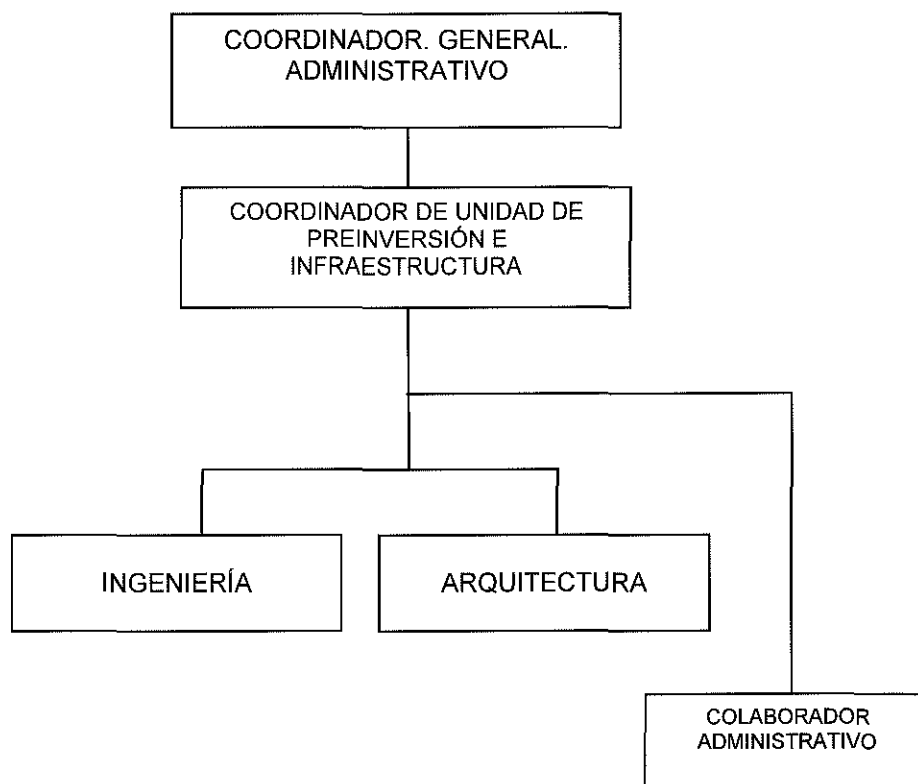 COORDINADOR. GENERAL.
ADMINISTRATIVO
COORDINADOR DE UNIDAD DE
PREINVERSIÓN E
INFRAESTRUCTURA
INGENIERÍA
ARQUITECTURA
COLABORADOR
ADMINISTRATIVO